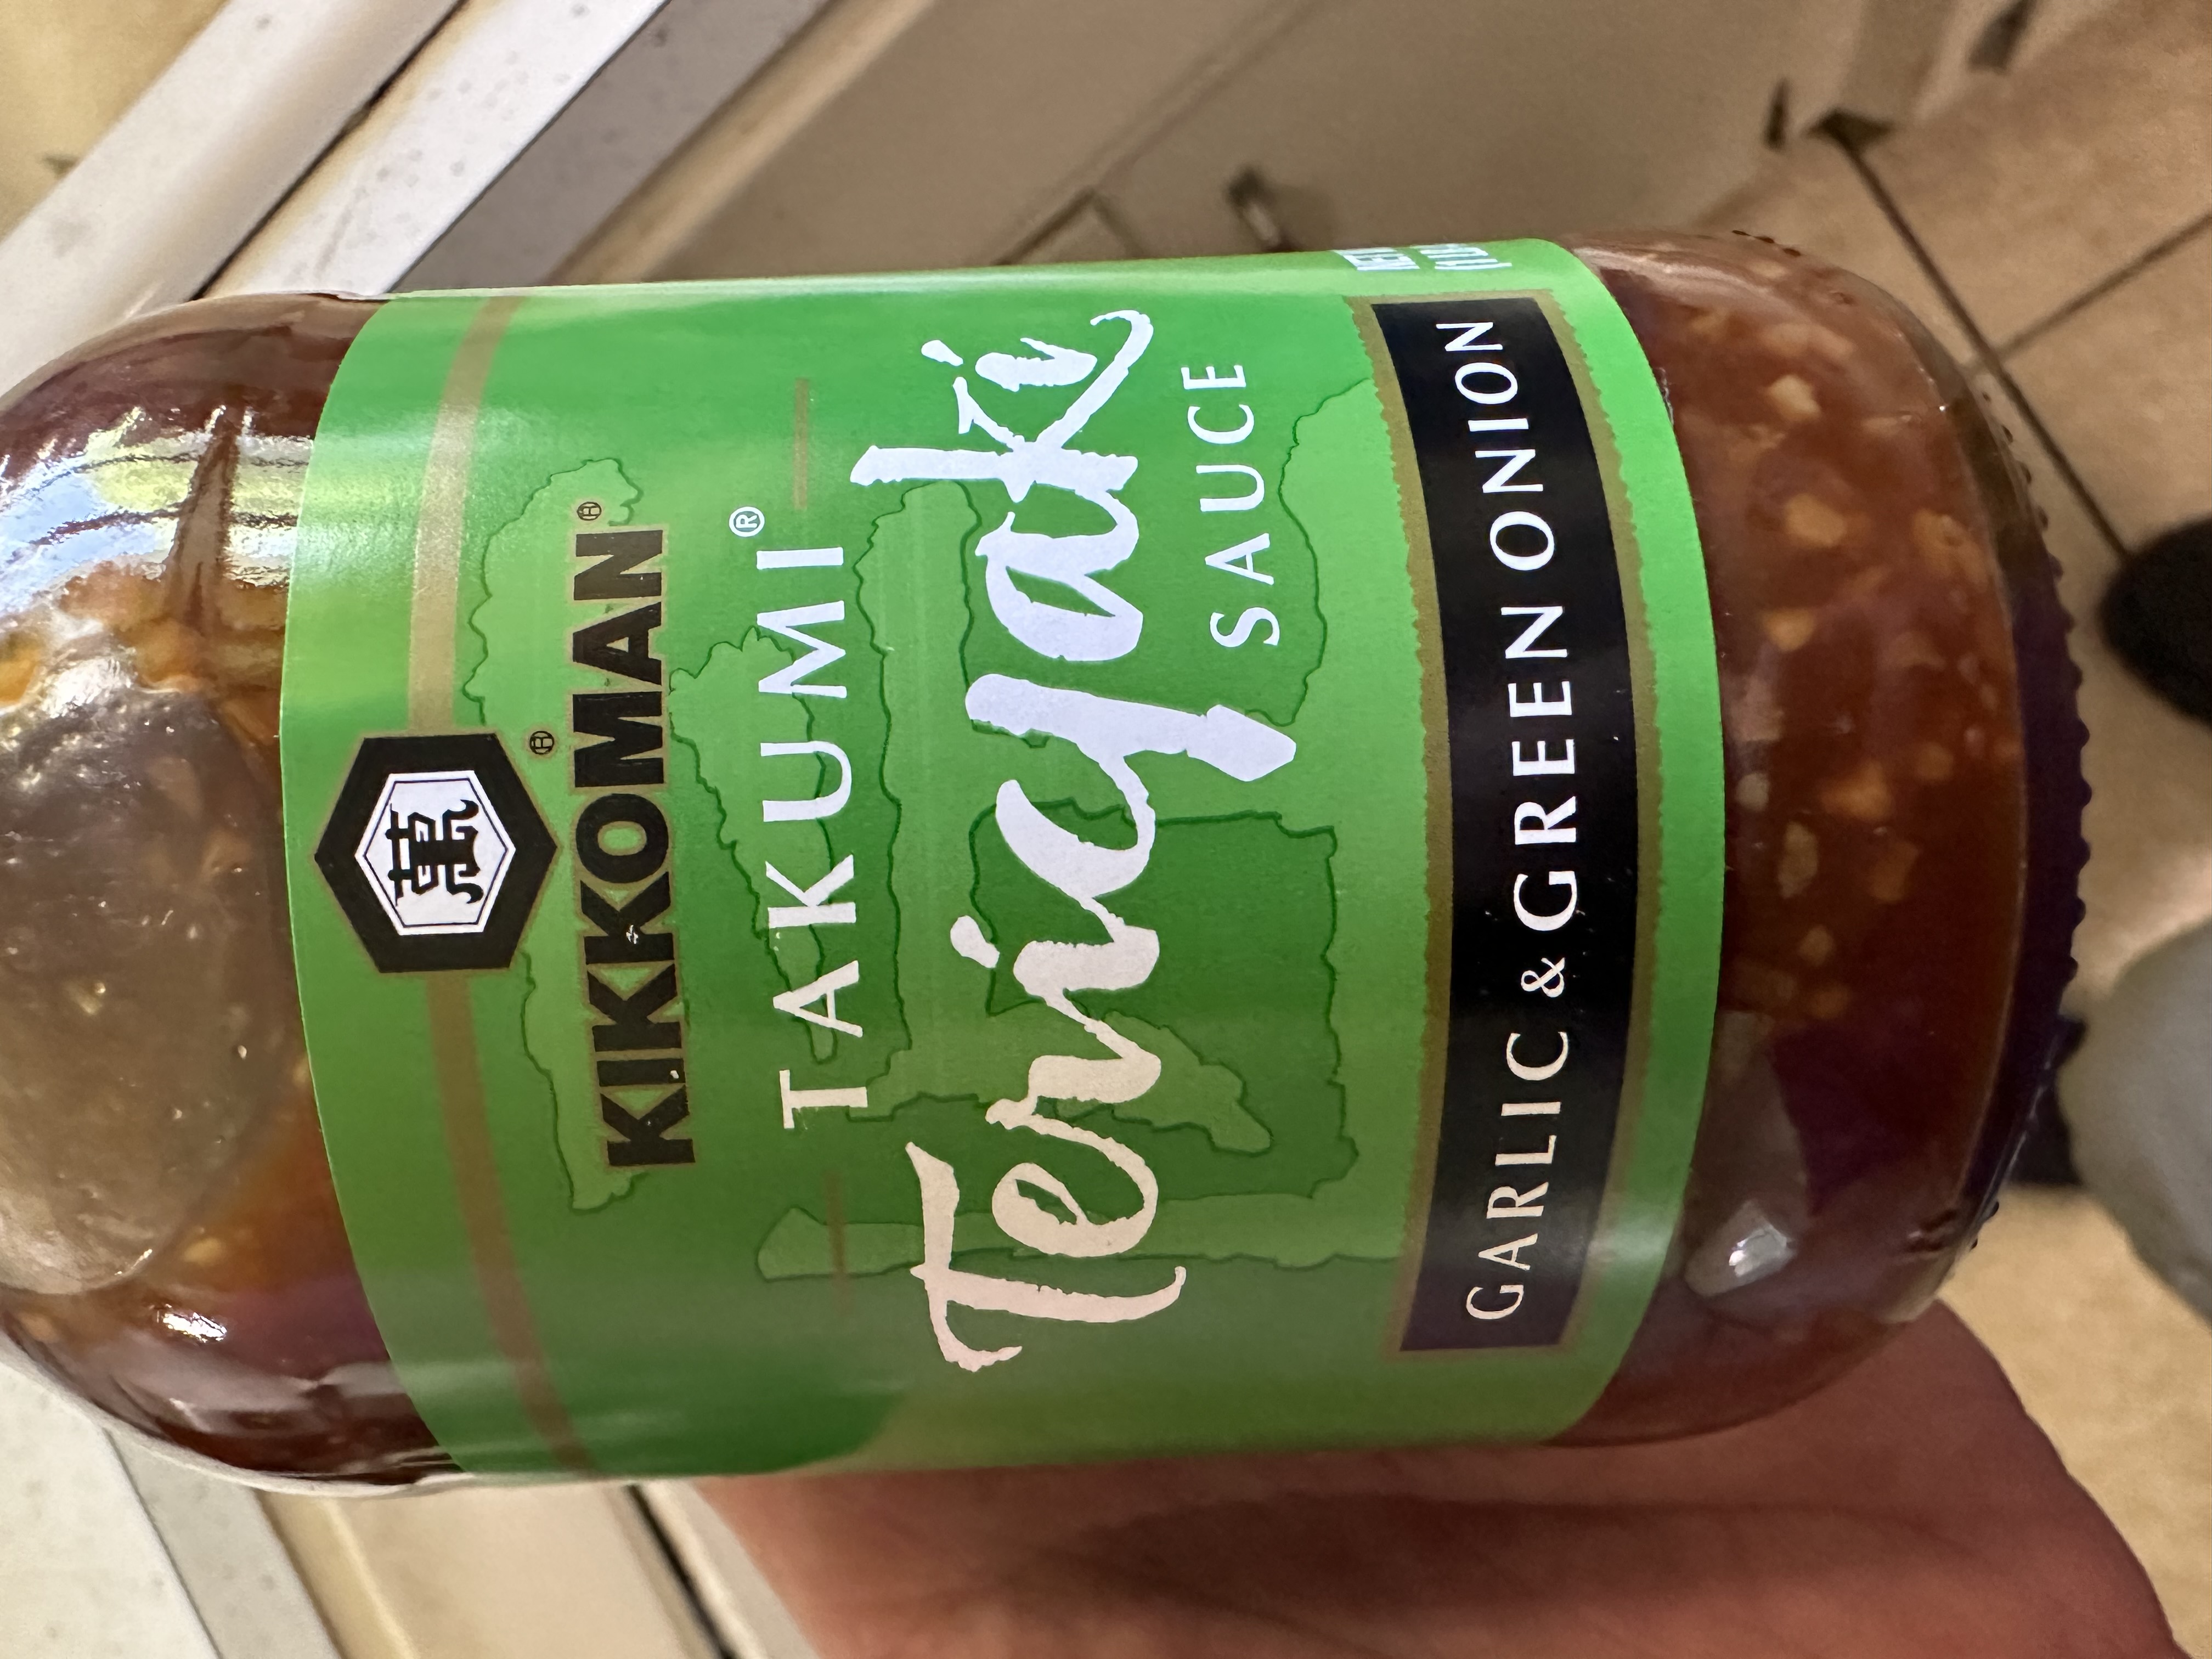 KIKKOMAN®
TAKUMI®
Teriyaki
SAUCE
GARLIC & GREEN ONION